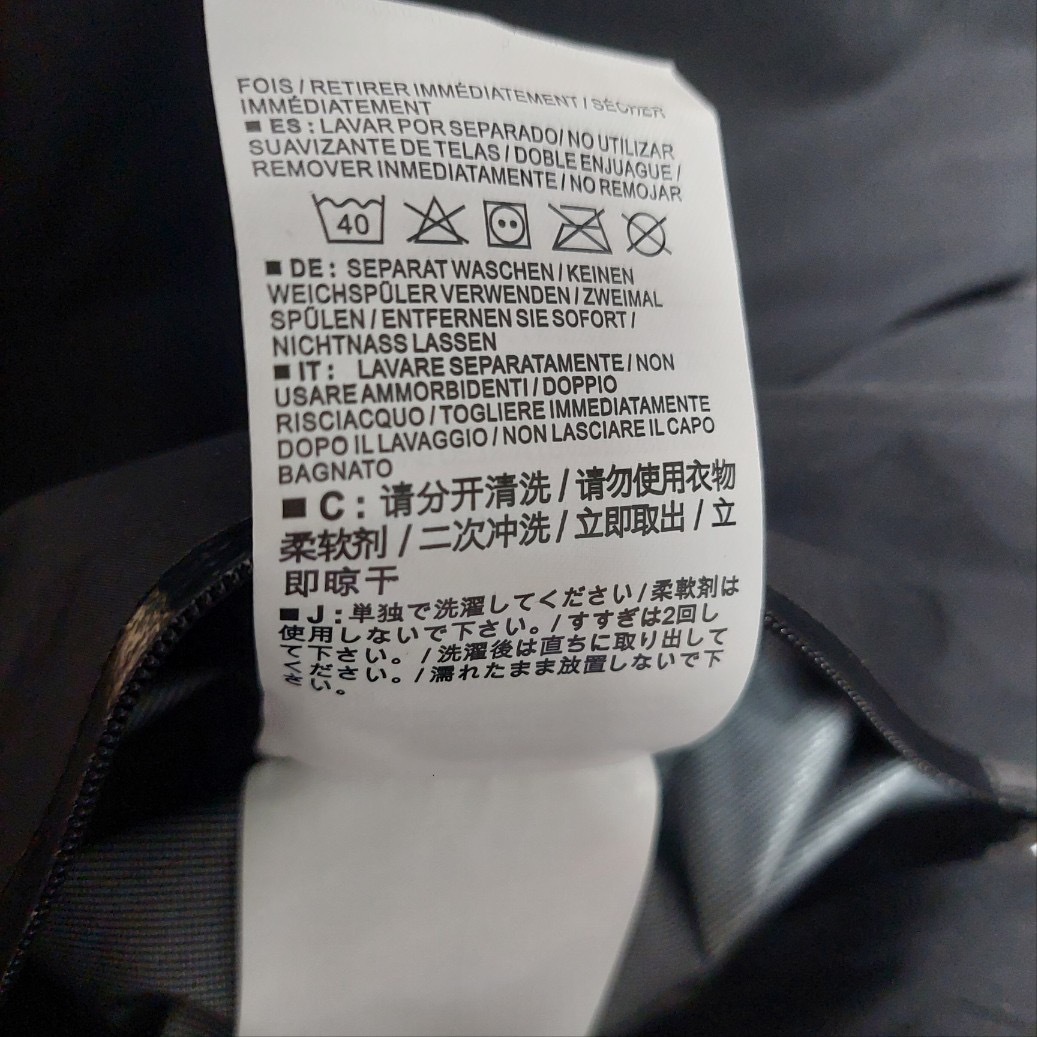 FOIS / RETIRER IMMÉDIATEMENT / SÉCHER
IMMÉDIATEMENT
■ ES : LAVAR POR SEPARADO/ NO UTILIZAR
SUAVIZANTE DE TELAS / DOBLE ENJUAGUE /
REMOVER INMEDIATAMENTE / NO REMOJAR
40
■ DE : SEPARAT WASCHEN / KEINEN
WEICHSPÜLER VERWENDEN / ZWEIMAL
SPÜLEN / ENTFERNEN SIE SOFORT /
NICHTNASS LASSEN
■ IT : LAVARE SEPARATAMENTE / NON
USARE AMMORBIDENTI / DOPPIO
RISCIACQUO / TOGLIERE IMMEDIATAMENTE
DOPO IL LAVAGGIO / NON LASCIARE IL CAPO
BAGNATO
■ C : 请分开清洗 / 请勿使用衣物
柔软剂 / 二次冲洗 / 立即取出 / 立
即晾干
■ J : 単独で洗濯してください / 柔軟剤は
使用しないで下さい。/ すすぎは2回し
て下さい。 / 洗濯後は直ちに取り出して
ください。/ 濡れたまま放置しないで下
さい。